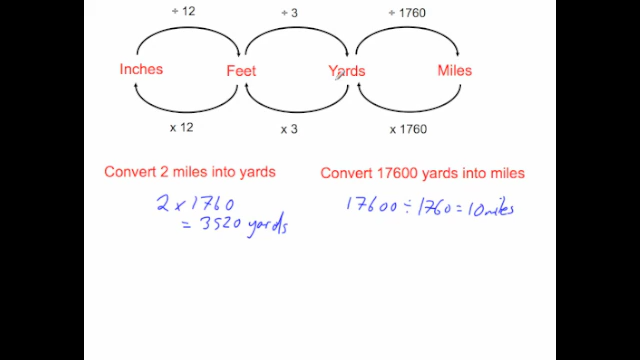 ÷ 12 ÷ 3 ÷ 1760
Inches Feet Yards Miles
x 12 x 3 x 1760
Convert 2 miles into yards
2 x 1760
= 3520 yards
Convert 17600 yards into miles
17600 ÷ 1760 = 10 miles